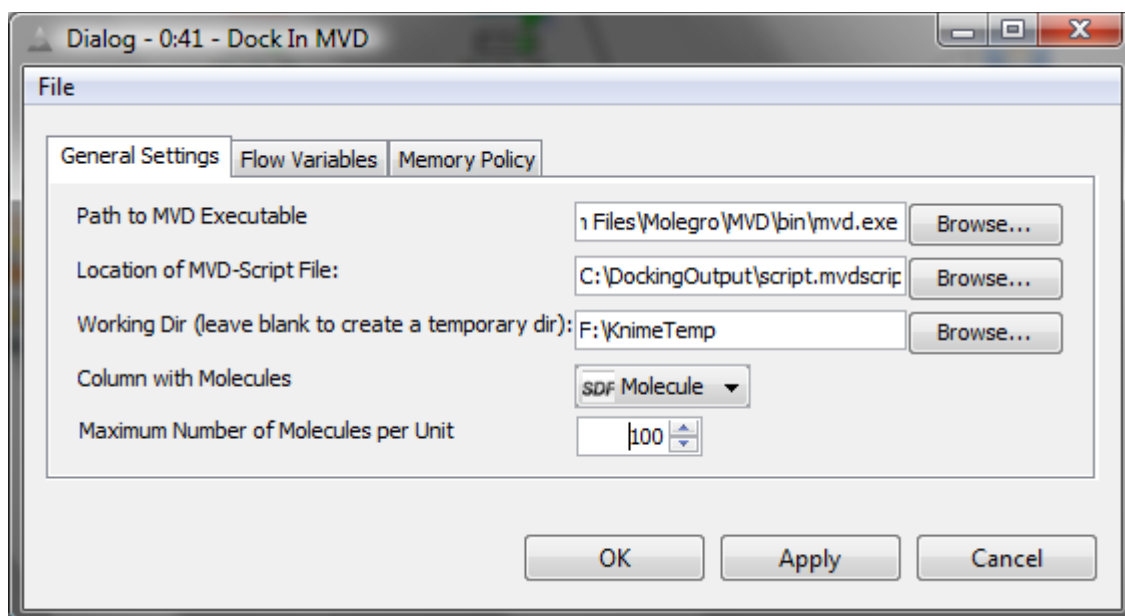 Dialog - 0:41 - Dock In MVD
File
General Settings Flow Variables Memory Policy
Path to MVD Executable Files\Molegro\MVD\bin\mvd.exe Browse...
Location of MVD-Script File: C:\DockingOutput\script.mvdscrip Browse...
Working Dir (leave blank to create a temporary dir): F:\KnimeTemp Browse...
Column with Molecules SDF Molecule
Maximum Number of Molecules per Unit 100
OK Apply Cancel